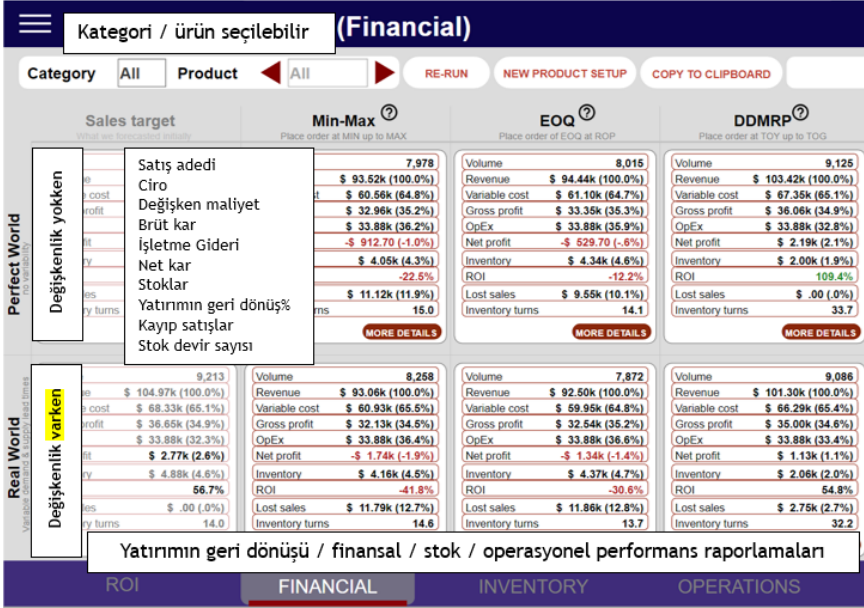 Kategori / ürün seçilebilir
(Financial)
Category All Product All RE-RUN NEW PRODUCT SETUP COPY TO CLIPBOARD
Sales target
What we forecasted initially
Min-Max ?
Place order at MIN up to MAX
EOQ ?
Place order of EOQ at ROP
DDMRP ?
Place order at TOY up to TOG
Perfect World
no variability
Değişkenlik yokken
Satış adedi
Ciro
Değişken maliyet
Brüt kar
İşletme Gideri
Net kar
Stoklar
Yatırımın geri dönüş%
Kayıp satışlar
Stok devir sayısı
7,978
$ 93.52k (100.0%)
$ 60.56k (64.8%)
$ 32.96k (35.2%)
$ 33.88k (36.2%)
-$ 912.70 (-1.0%)
$ 4.05k (4.3%)
-22.5%
$ 11.12k (11.9%)
15.0
MORE DETAILS
Volume 8,015
Revenue $ 94.44k (100.0%)
Variable cost $ 61.10k (64.7%)
Gross profit $ 33.35k (35.3%)
OpEx $ 33.88k (35.9%)
Net profit -$ 529.70 (-.6%)
Inventory $ 4.34k (4.6%)
ROI -12.2%
Lost sales $ 9.55k (10.1%)
Inventory turns 14.1
MORE DETAILS
Volume 9,125
Revenue $ 103.42k (100.0%)
Variable cost $ 67.35k (65.1%)
Gross profit $ 36.06k (34.9%)
OpEx $ 33.88k (32.8%)
Net profit $ 2.19k (2.1%)
Inventory $ 2.00k (1.9%)
ROI 109.4%
Lost sales $ .00 (.0%)
Inventory turns 33.7
MORE DETAILS
Real World
Variable demand & supply lead times
Değişkenlik varken
9,213
$ 104.97k (100.0%)
cost $ 68.33k (65.1%)
$ 36.65k (34.9%)
$ 33.88k (32.3%)
$ 2.77k (2.6%)
$ 4.88k (4.6%)
56.7%
$ .00 (.0%)
turns 14.0
Volume 8,258
Revenue $ 93.06k (100.0%)
Variable cost $ 60.93k (65.5%)
Gross profit $ 32.13k (34.5%)
OpEx $ 33.88k (36.4%)
Net profit -$ 1.74k (-1.9%)
Inventory $ 4.16k (4.5%)
ROI -41.8%
Lost sales $ 11.79k (12.7%)
Inventory turns 14.6
Volume 7,872
Revenue $ 92.50k (100.0%)
Variable cost $ 59.95k (64.8%)
Gross profit $ 32.54k (35.2%)
OpEx $ 33.88k (36.6%)
Net profit -$ 1.34k (-1.4%)
Inventory $ 4.37k (4.7%)
ROI -30.6%
Lost sales $ 11.86k (12.8%)
Inventory turns 13.7
Volume 9,086
Revenue $ 101.30k (100.0%)
Variable cost $ 66.29k (65.4%)
Gross profit $ 35.00k (34.6%)
OpEx $ 33.88k (33.4%)
Net profit $ 1.13k (1.1%)
Inventory $ 2.06k (2.0%)
ROI 54.8%
Lost sales $ 2.75k (2.7%)
Inventory turns 32.2
Yatırımın geri dönüşü / finansal / stok / operasyonel performans raporlamaları
ROI FINANCIAL INVENTORY OPERATIONS